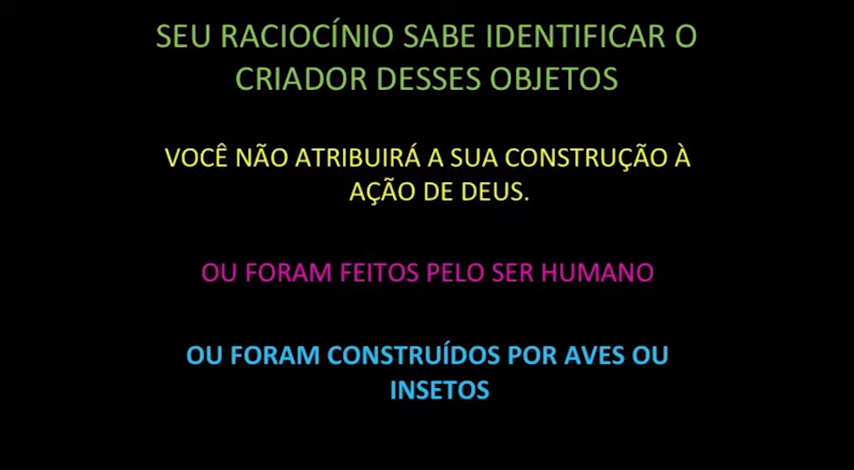 SEU RACIOCÍNIO SABE IDENTIFICAR O
CRIADOR DESSES OBJETOS
VOCÊ NÃO ATRIBUIRÁ A SUA CONSTRUÇÃO À
AÇÃO DE DEUS.
OU FORAM FEITOS PELO SER HUMANO
OU FORAM CONSTRUÍDOS POR AVES OU
INSETOS